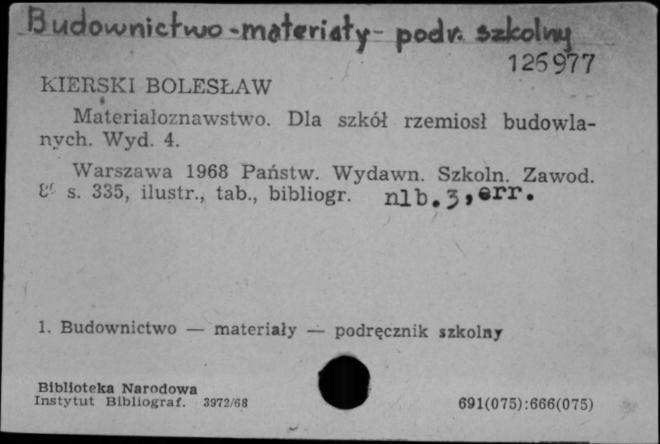 Budownictwo-materiały- podr. szkolny
126977
KIERSKI BOLESŁAW
Materiałoznawstwo. Dla szkół rzemiosł budowla-
nych. Wyd. 4.
Warszawa 1968 Państw. Wydawn. Szkoln. Zawod.
8° s. 335, ilustr., tab., bibliogr. nlb. 3, err.
1. Budownictwo — materiały — podręcznik szkolny
Biblioteka Narodowa
Instytut Bibliograf. 3972/68
691(075):666(075)